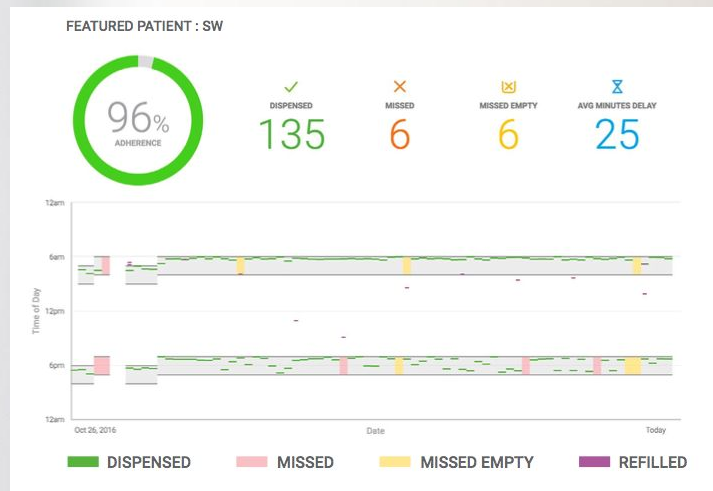 FEATURED PATIENT : SW
96%
ADHERENCE
DISPENSED
135
MISSED
6
MISSED EMPTY
6
AVG MINUTES DELAY
25
12am
6am
12pm
6pm
12am
Time of Day
Oct 26, 2016
Date
Today
DISPENSED
MISSED
MISSED EMPTY
REFILLED